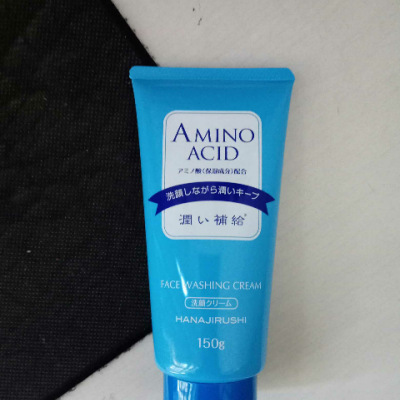 AMINO
ACID
アミノ酸〈保湿成分〉配合
洗顔しながら潤いキープ
潤い補給*
FACE WASHING CREAM
洗顔クリーム
HANAJIRUSHI
150g